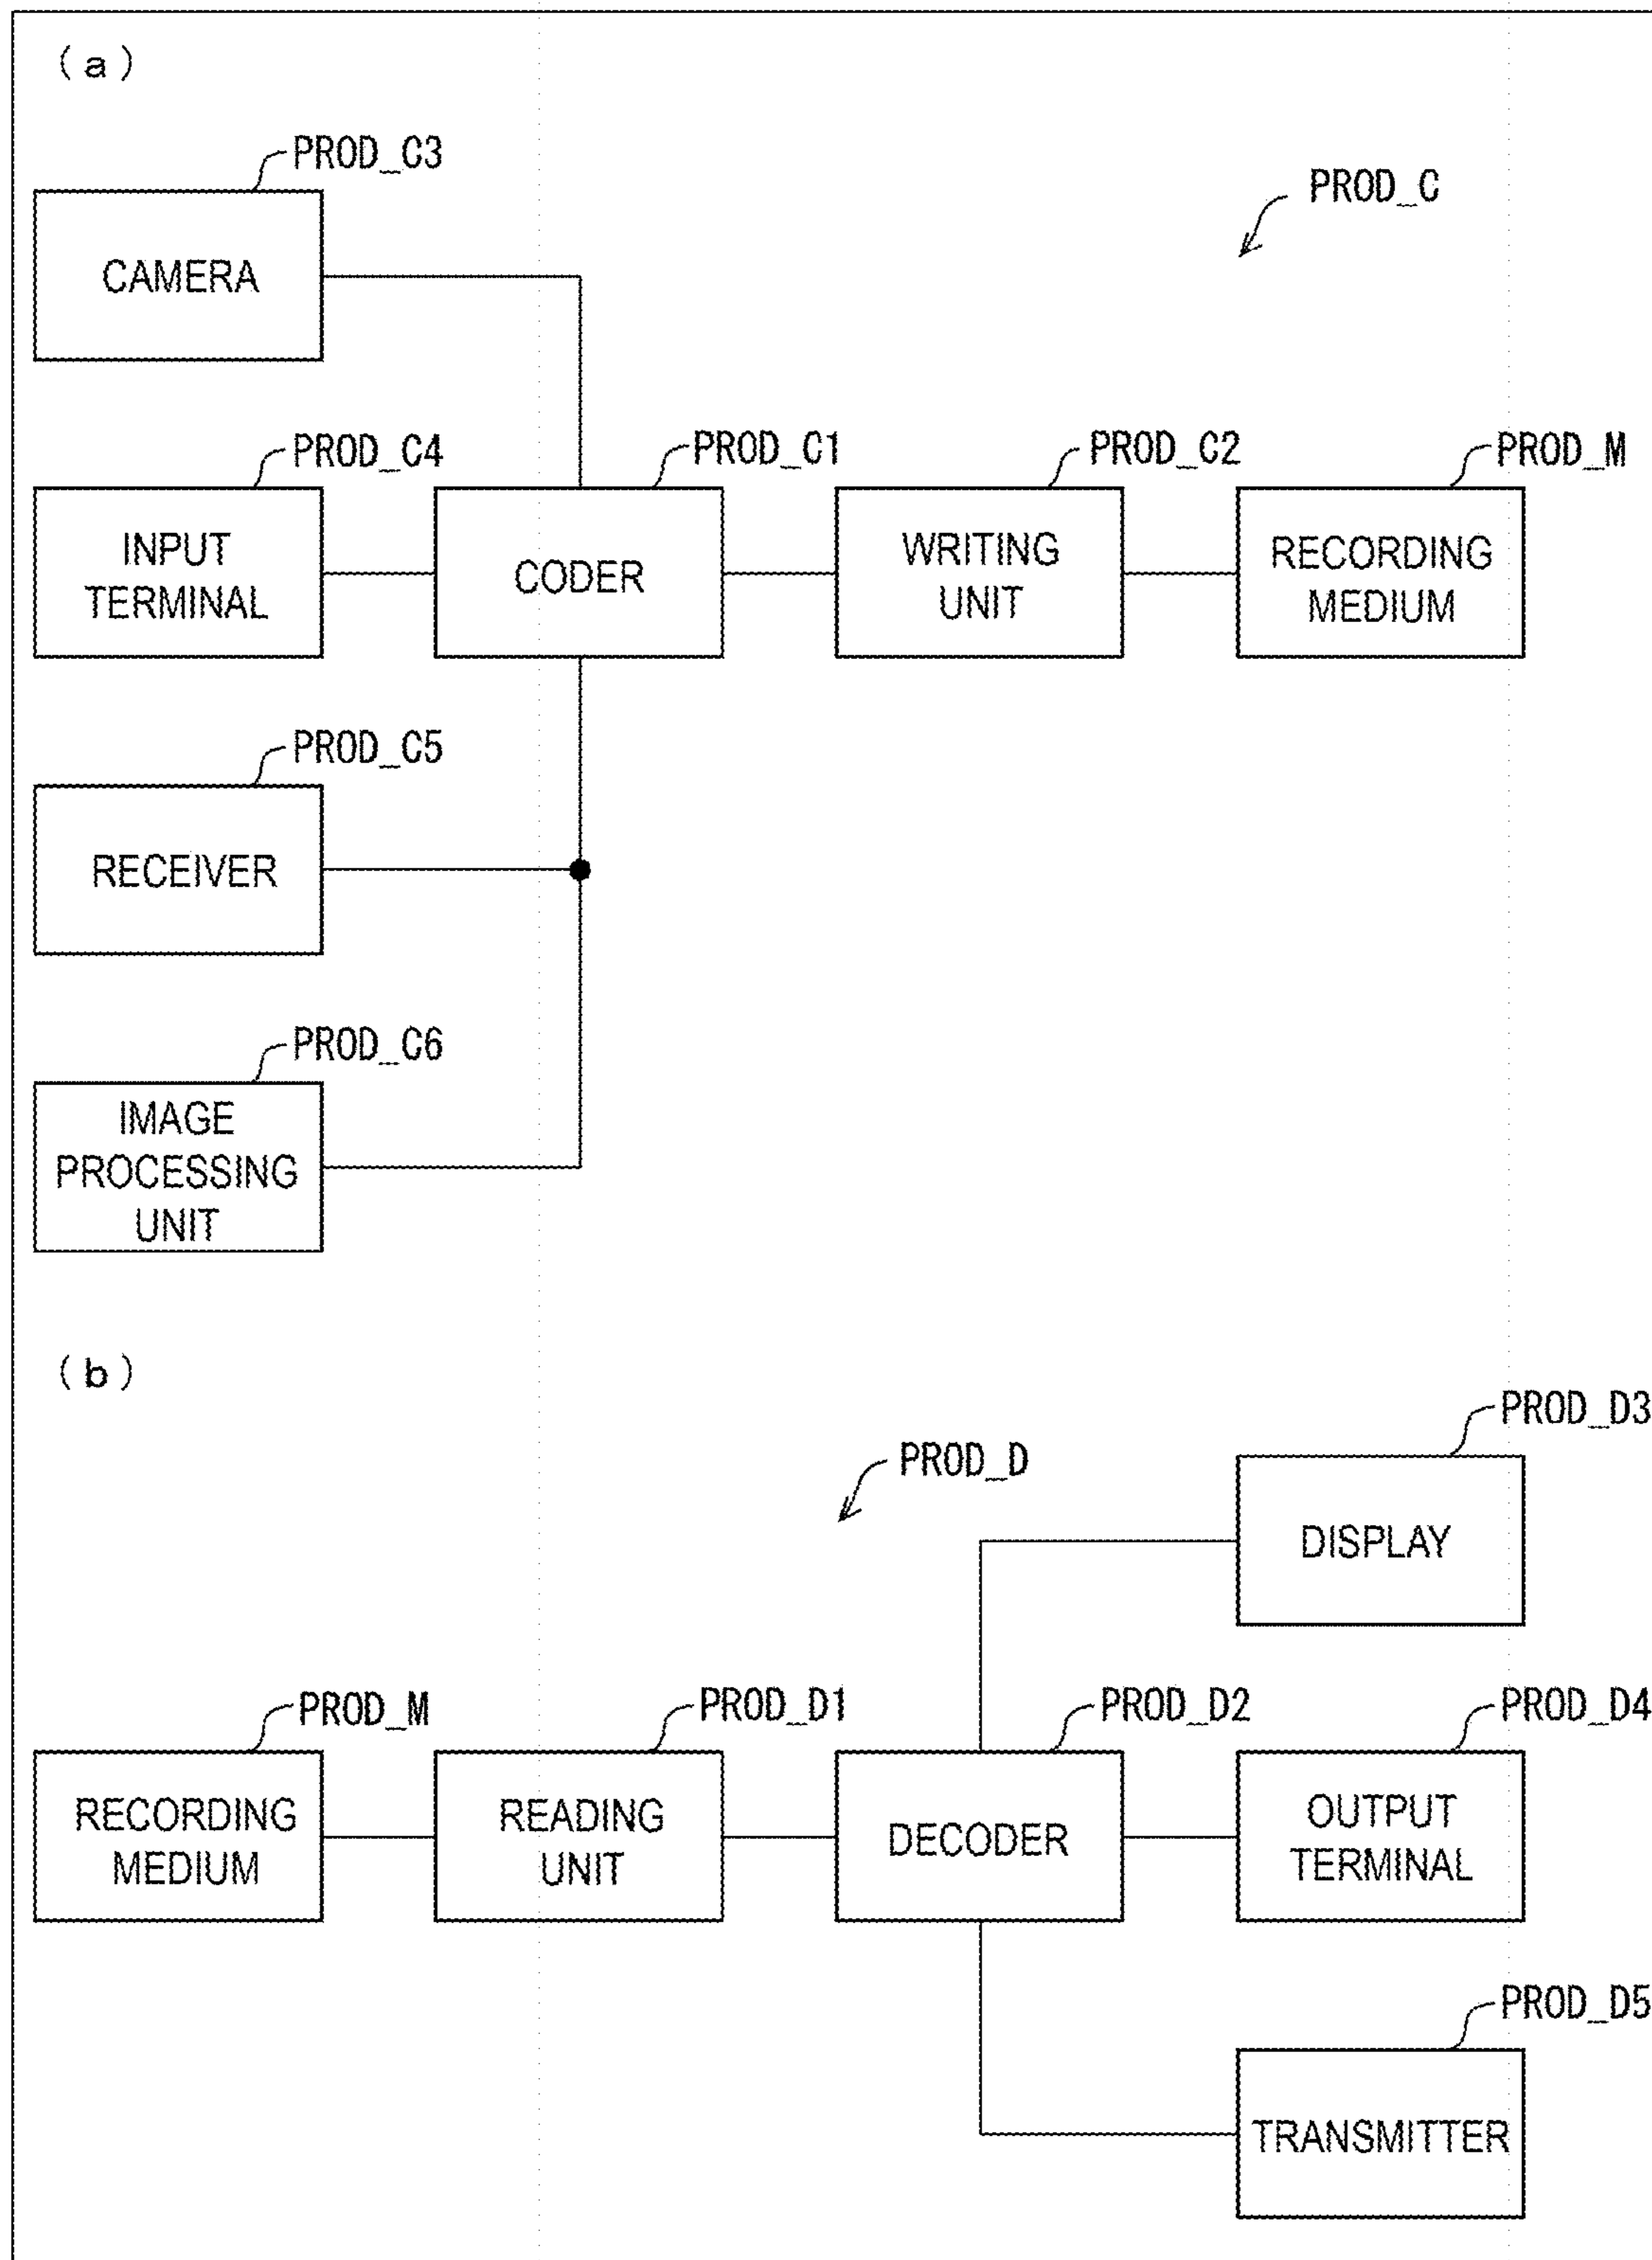 (a)
PROD_C3
PROD_C
CAMERA
PROD_C4
PROD_C1
PROD_C2
PROD_M
INPUT
TERMINAL
CODER
WRITING
UNIT
RECORDING
MEDIUM
PROD_C5
RECEIVER
PROD_C6
IMAGE
PROCESSING
UNIT
(b)
PROD_D3
PROD_D
DISPLAY
PROD_M
PROD_D1
PROD_D2
PROD_D4
RECORDING
MEDIUM
READING
UNIT
DECODER
OUTPUT
TERMINAL
PROD_D5
TRANSMITTER